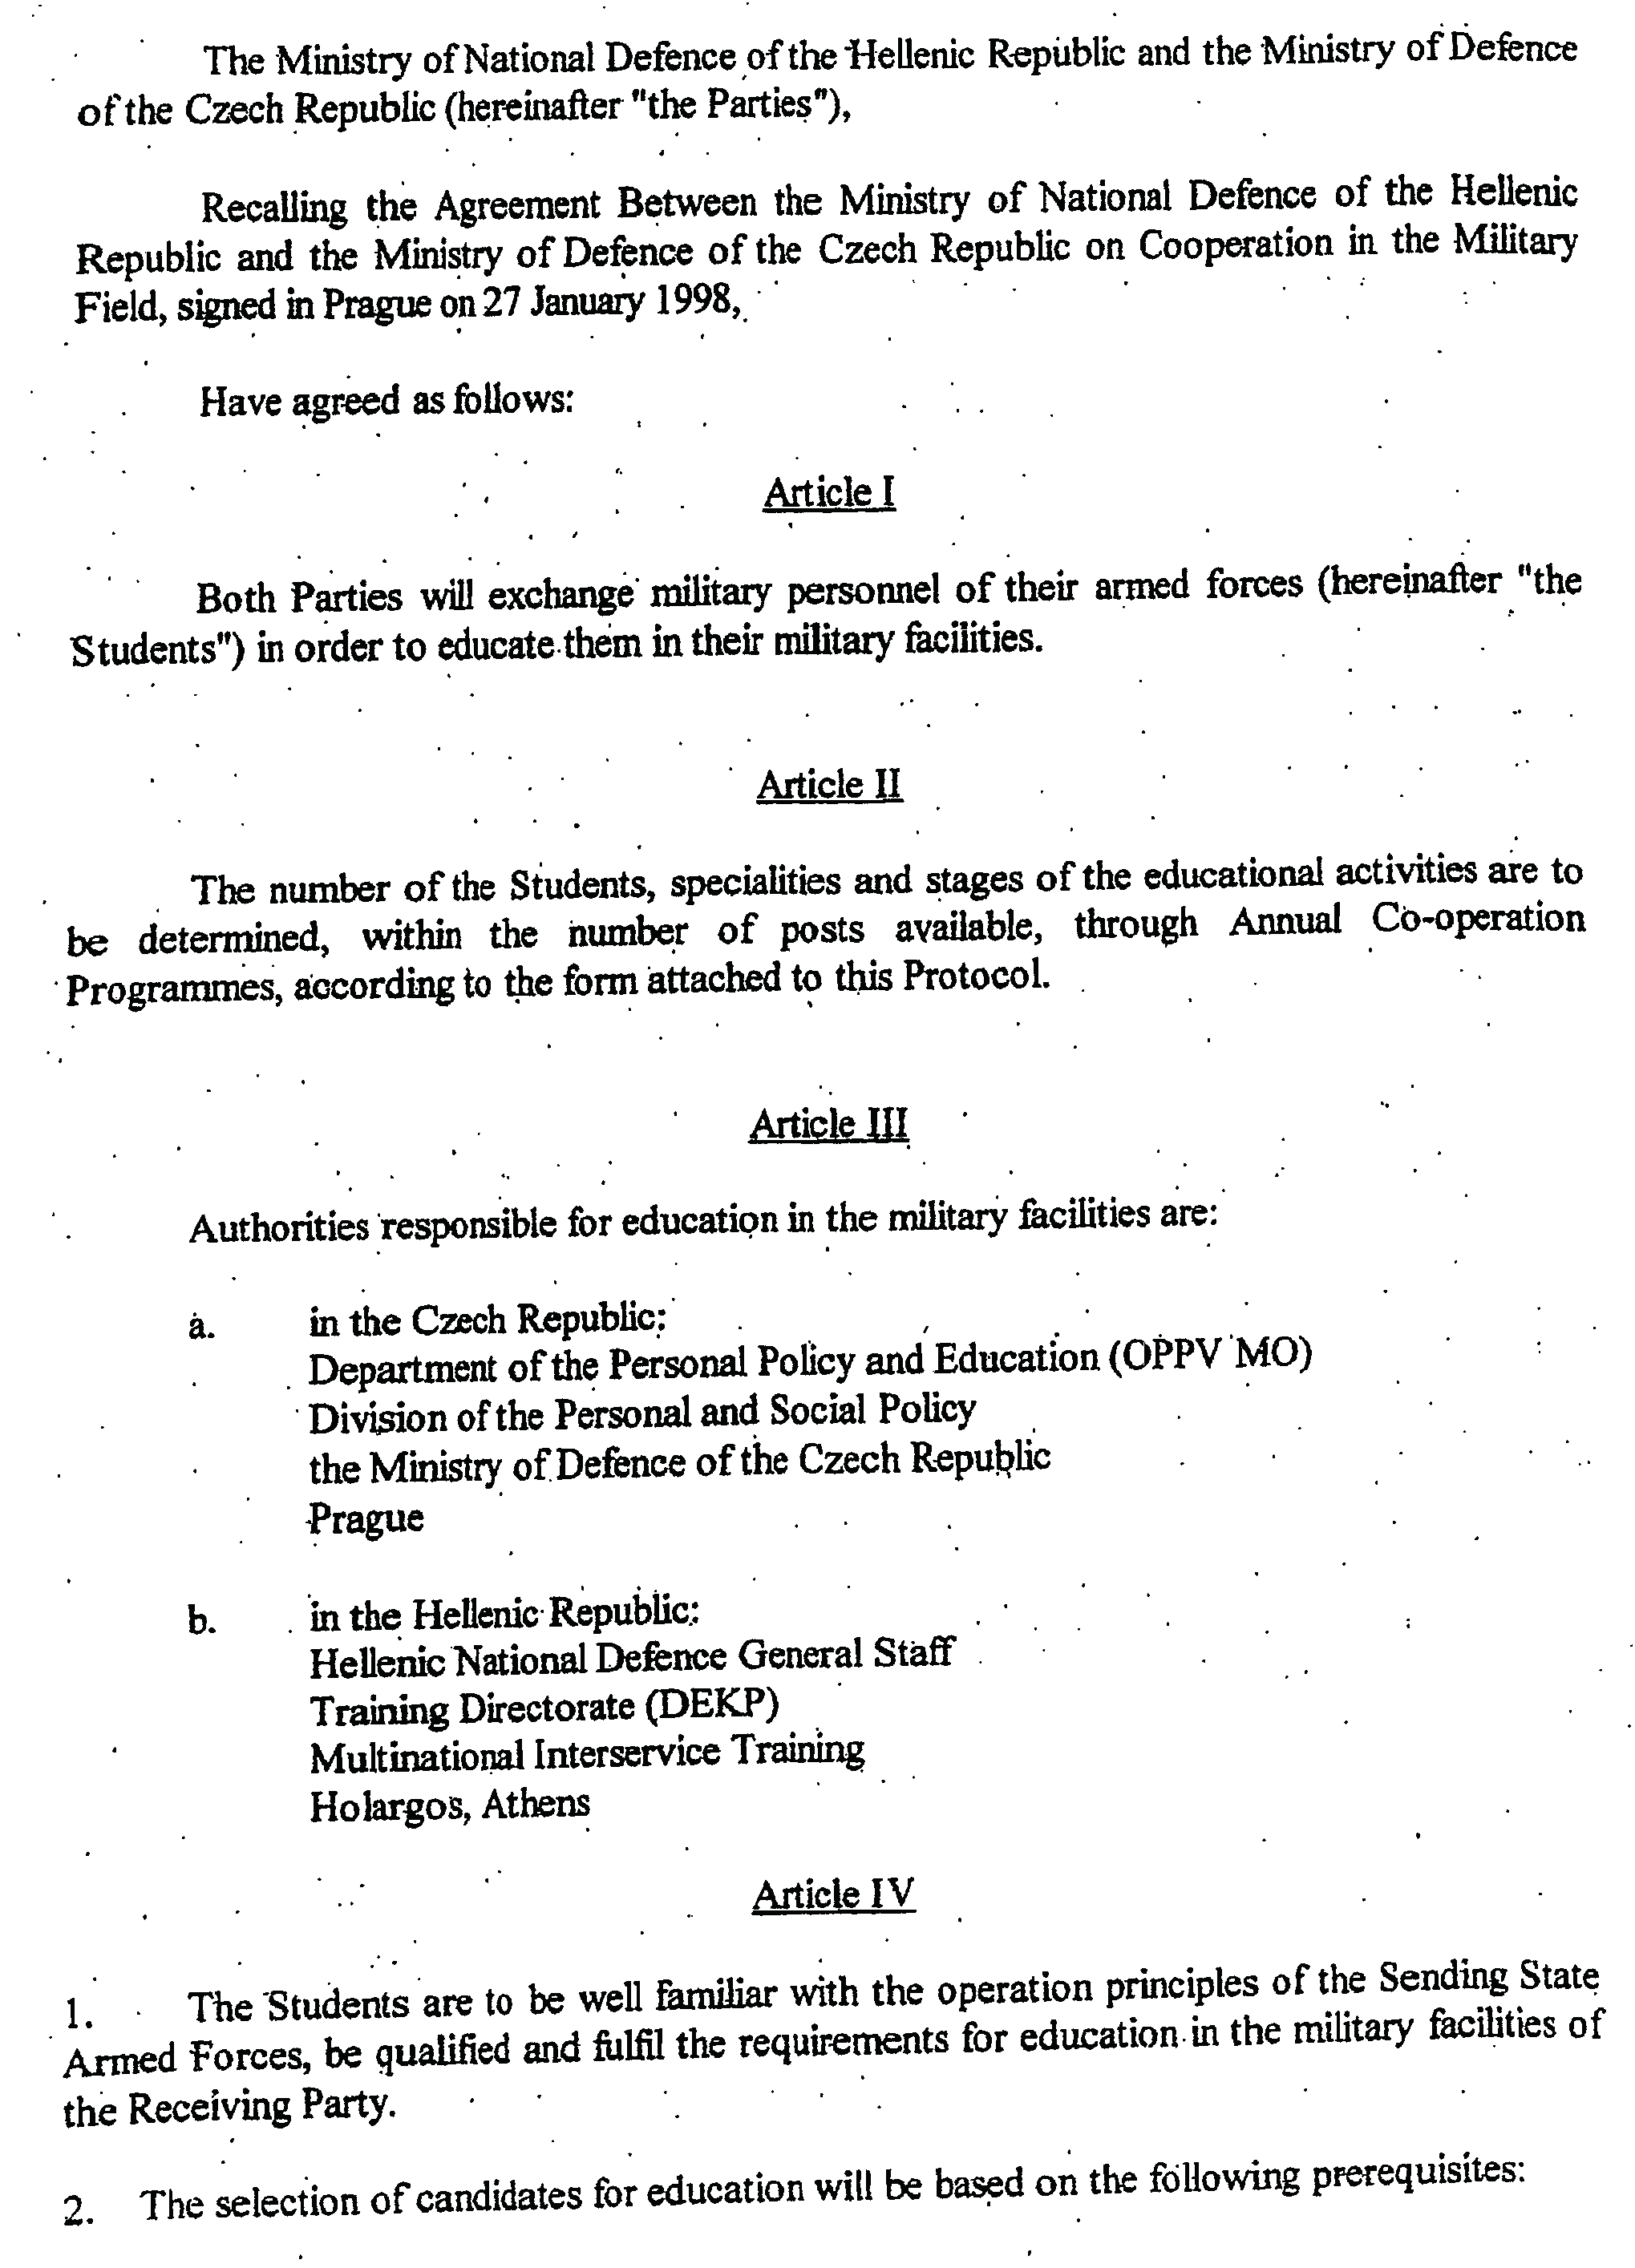 The Ministry of National Defence of the Hellenic Republic and the Ministry of Defence
of the Czech Republic (hereinafter "the Parties"),
Recalling the Agreement Between the Ministry of National Defence of the Hellenic
Republic and the Ministry of Defence of the Czech Republic on Cooperation in the Military
Field, signed in Prague on 27 January 1998,
Have agreed as follows:
Article I
Both Parties will exchange military personnel of their armed forces (hereinafter "the
Students") in order to educate them in their military facilities.
Article II
The number of the Students, specialities and stages of the educational activities are to
be determined, within the number of posts available, through Annual Co-operation
Programmes, according to the form attached to this Protocol.
Article III
Authorities responsible for education in the military facilities are:
a. in the Czech Republic:
Department of the Personal Policy and Education (OPPV MO)
Division of the Personal and Social Policy
the Ministry of Defence of the Czech Republic
Prague
b. in the Hellenic Republic:
Hellenic National Defence General Staff
Training Directorate (DEKP)
Multinational Interservice Training
Holargos, Athens
Article IV
1. The Students are to be well familiar with the operation principles of the Sending State
Armed Forces, be qualified and fulfil the requirements for education in the military facilities of
the Receiving Party.
2. The selection of candidates for education will be based on the following prerequisites: